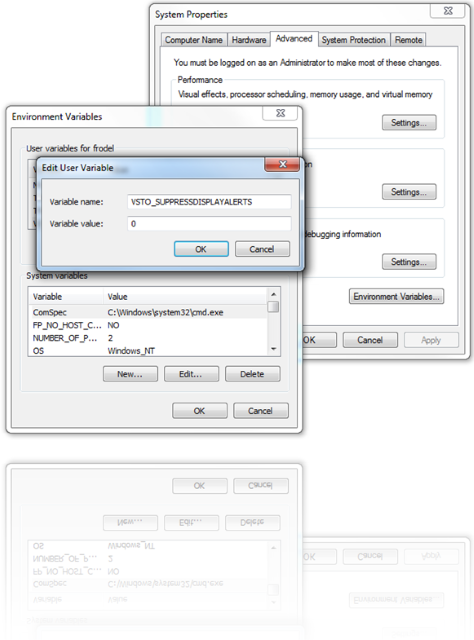 System Properties
Computer Name
Hardware
Advanced
System Protection
Remote
You must be logged on as an Administrator to make most of these changes.
Performance
Visual effects, processor scheduling, memory usage, and virtual memory
Settings...
Settings...
debugging information
Settings...
Environment Variables...
OK
Cancel
Apply
Environment Variables
User variables for frodel
Edit User Variable
Variable name:
VSTO_SUPPRESSDISPLAYALERTS
Variable value:
0
OK
Cancel
System variables
Variable
Value
ComSpec
C:\Windows\system32\cmd.exe
FP_NO_HOST_C...
NO
NUMBER_OF_P...
2
OS
Windows_NT
New...
Edit...
Delete
OK
Cancel